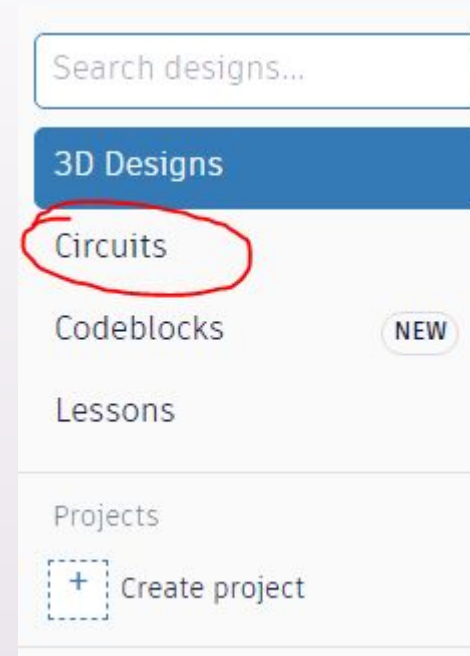 Search designs...
3D Designs
Circuits
Codeblocks NEW
Lessons
Projects
+ Create project